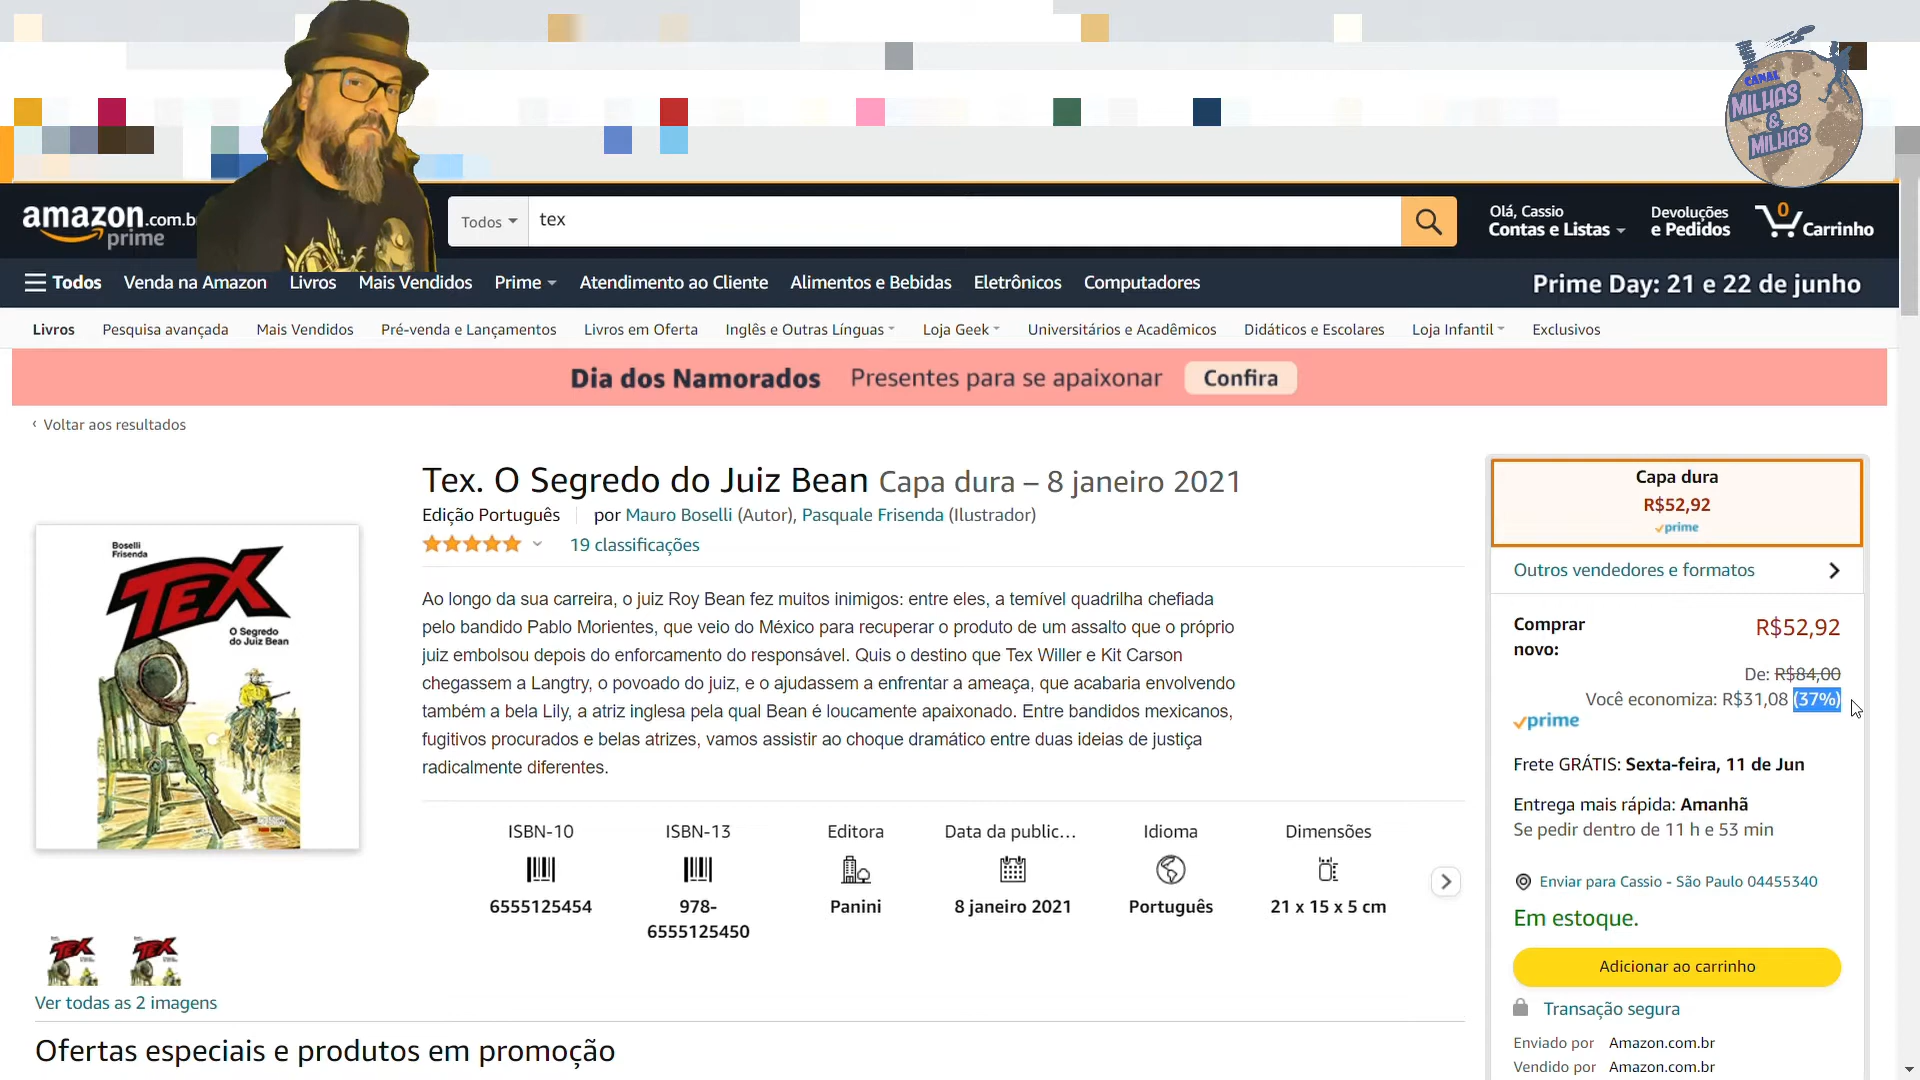 CANAL
MILHAS
&
MILHAS
amazon.com.b
prime
Todos
tex
Olá, Cassio
Contas e Listas
Devoluções
e Pedidos
0
Carrinho
Todos
Venda na Amazon
Livros
Mais Vendidos
Prime
Atendimento ao Cliente
Alimentos e Bebidas
Eletrônicos
Computadores
Prime Day: 21 e 22 de junho
Livros
Pesquisa avançada
Mais Vendidos
Pré-venda e Lançamentos
Livros em Oferta
Inglês e Outras Línguas
Loja Geek
Universitários e Acadêmicos
Didáticos e Escolares
Loja Infantil
Exclusivos
Dia dos Namorados Presentes para se apaixonar Confira
‹ Voltar aos resultados
Boselli
Frisenda
TEX
O Segredo
do Juiz Bean
TEX
TEX
Ver todas as 2 imagens
Tex. O Segredo do Juiz Bean Capa dura – 8 janeiro 2021
Edição Português por Mauro Boselli (Autor), Pasquale Frisenda (Ilustrador)
19 classificações
Ao longo da sua carreira, o juiz Roy Bean fez muitos inimigos: entre eles, a temível quadrilha chefiada
pelo bandido Pablo Morientes, que veio do México para recuperar o produto de um assalto que o próprio
juiz embolsou depois do enforcamento do responsável. Quis o destino que Tex Willer e Kit Carson
chegassem a Langtry, o povoado do juiz, e o ajudassem a enfrentar a ameaça, que acabaria envolvendo
também a bela Lily, a atriz inglesa pela qual Bean é loucamente apaixonado. Entre bandidos mexicanos,
fugitivos procurados e belas atrizes, vamos assistir ao choque dramático entre duas ideias de justiça
radicalmente diferentes.
ISBN-10
6555125454
ISBN-13
978-
6555125450
Editora
Panini
Data da public...
8 janeiro 2021
Idioma
Português
Dimensões
21 x 15 x 5 cm
Capa dura
R$52,92
prime
Outros vendedores e formatos
Comprar
novo:
R$52,92
De: R$84,00
Você economiza: R$31,08 (37%)
prime
Frete GRÁTIS: Sexta-feira, 11 de Jun
Entrega mais rápida: Amanhã
Se pedir dentro de 11 h e 53 min
Enviar para Cassio - São Paulo 04455340
Em estoque.
Adicionar ao carrinho
Transação segura
Enviado por Amazon.com.br
Vendido por Amazon.com.br
Ofertas especiais e produtos em promoção